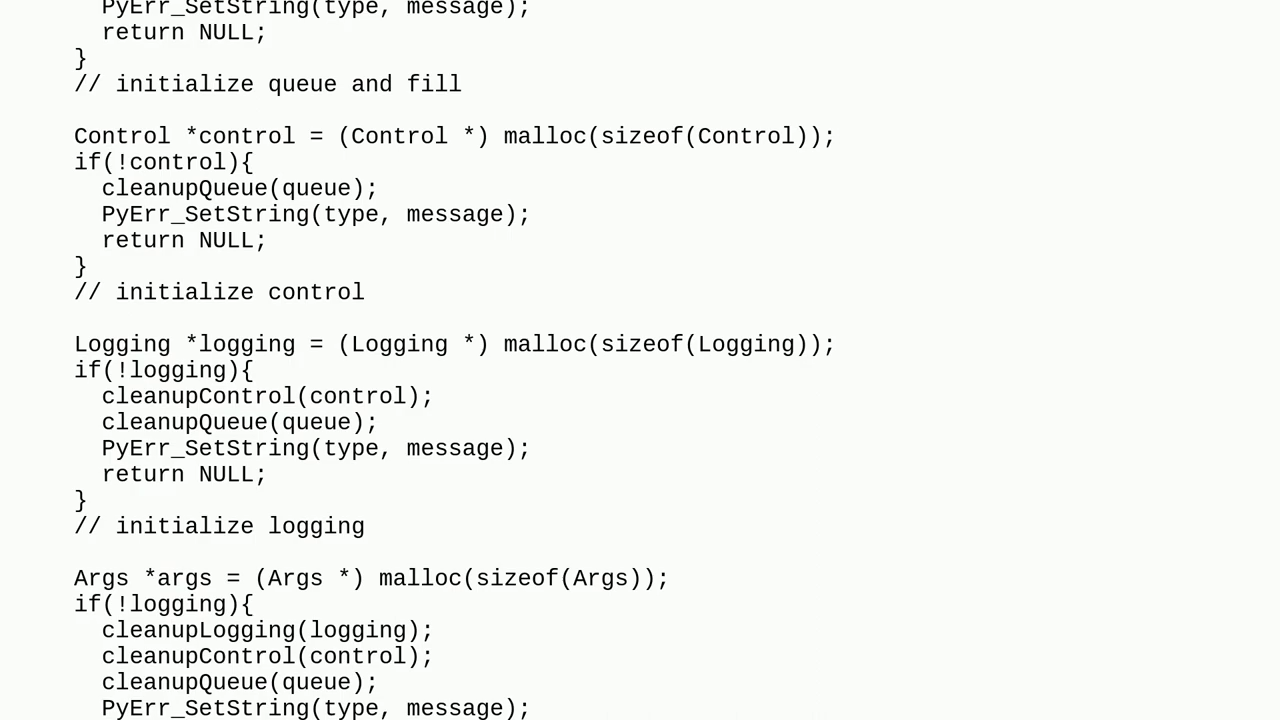 PyErr_SetString(type, message);
return NULL;
}
// initialize queue and fill
Control *control = (Control *) malloc(sizeof(Control));
if(!control){
cleanupQueue(queue);
PyErr_SetString(type, message);
return NULL;
}
// initialize control
Logging *logging = (Logging *) malloc(sizeof(Logging));
if(!logging){
cleanupControl(control);
cleanupQueue(queue);
PyErr_SetString(type, message);
return NULL;
}
// initialize logging
Args *args = (Args *) malloc(sizeof(Args));
if(!logging){
cleanupLogging(logging);
cleanupControl(control);
cleanupQueue(queue);
PyErr_SetString(type, message);